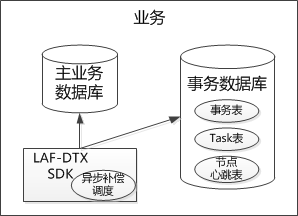 业务
主业务
数据库
事务数据库
事务表
Task表
节点
心跳表
LAF-DTX
SDK
异步补偿
调度